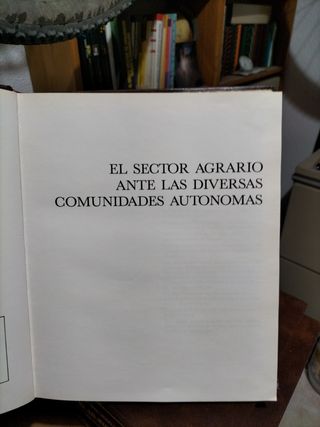 EL SECTOR AGRARIO
ANTE LAS DIVERSAS
COMUNIDADES AUTONOMAS